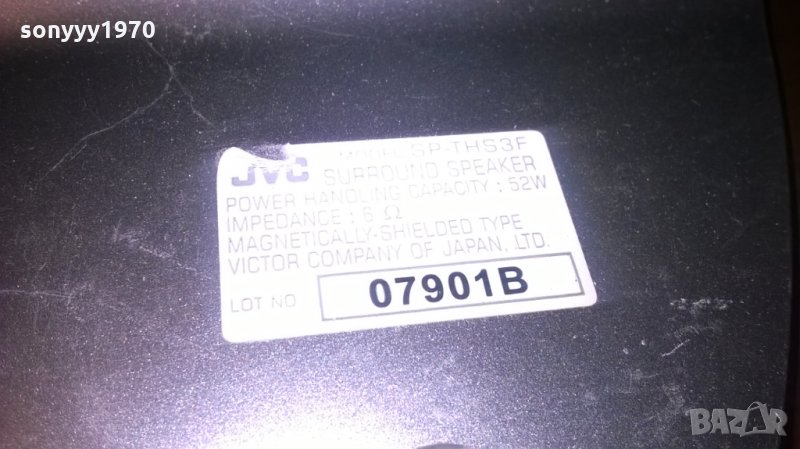 sonyyy1970
JVC MODEL SP-THS3F
SURROUND SPEAKER
POWER HANDLING CAPACITY : 52W
IMPEDANCE : 6 Ω
MAGNETICALLY-SHIELDED TYPE
VICTOR COMPANY OF JAPAN, LTD.
LOT NO 07901B
BAZAR